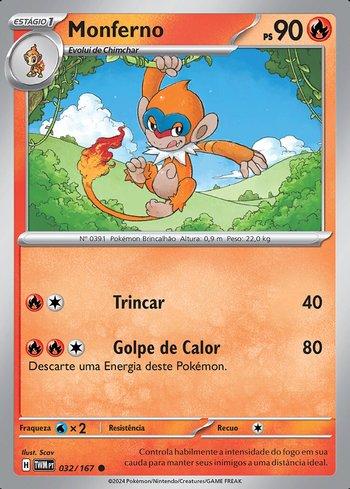 ESTÁGIO 1
Monferno
PS 90
Evolui de Chimchar
Nº 0391 Pokémon Brincalhão Altura: 0,9 m Peso: 22,0 kg
Trincar 40
Golpe de Calor 80
Descarte uma Energia deste Pokémon.
Fraqueza ×2 Resistência Recuo
Ilust. Scav
H TWM PT 032/167
Controla habilmente a intensidade do fogo em sua
cauda para manter seus inimigos a uma distância ideal.
©2024 Pokémon/Nintendo/Creatures/GAME FREAK